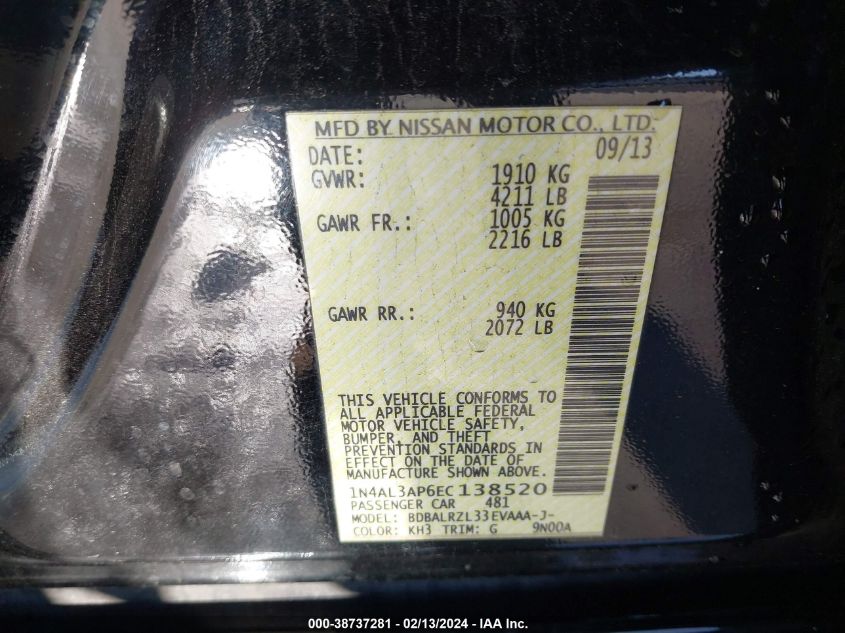 MFD BY NISSAN MOTOR CO., LTD.
DATE: 09/13
GVWR: 1910 KG
4211 LB
GAWR FR.: 1005 KG
2216 LB
GAWR RR.: 940 KG
2072 LB
THIS VEHICLE CONFORMS TO
ALL APPLICABLE FEDERAL
MOTOR VEHICLE SAFETY,
BUMPER, AND THEFT
PREVENTION STANDARDS IN
EFFECT ON THE DATE OF
MANUFACTURE SHOWN ABOVE.
1N4AL3AP6EC138520
PASSENGER CAR 481
MODEL: BDBALRZL33EVAAA-J-
COLOR: KH3 TRIM: G 9N00A
000-38737281 - 02/13/2024 - IAA Inc.